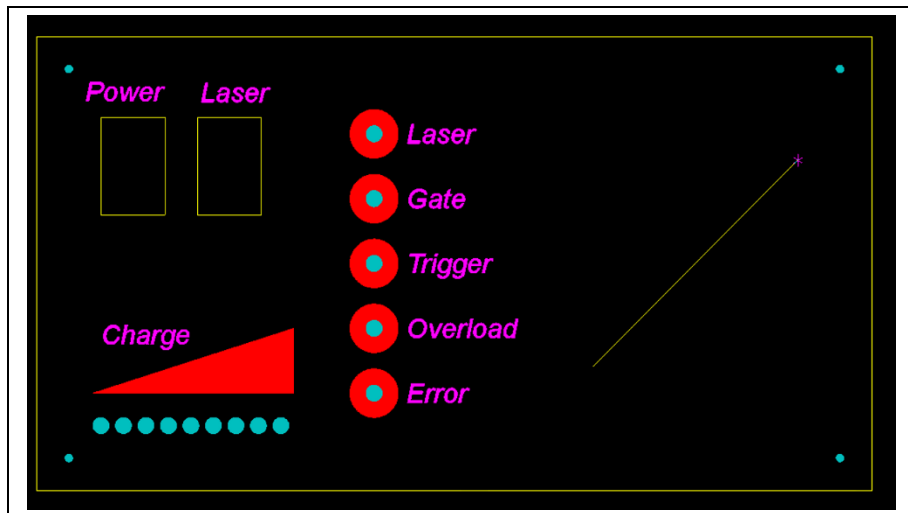 Power
Laser
Laser
Gate
Trigger
Overload
Error
Charge